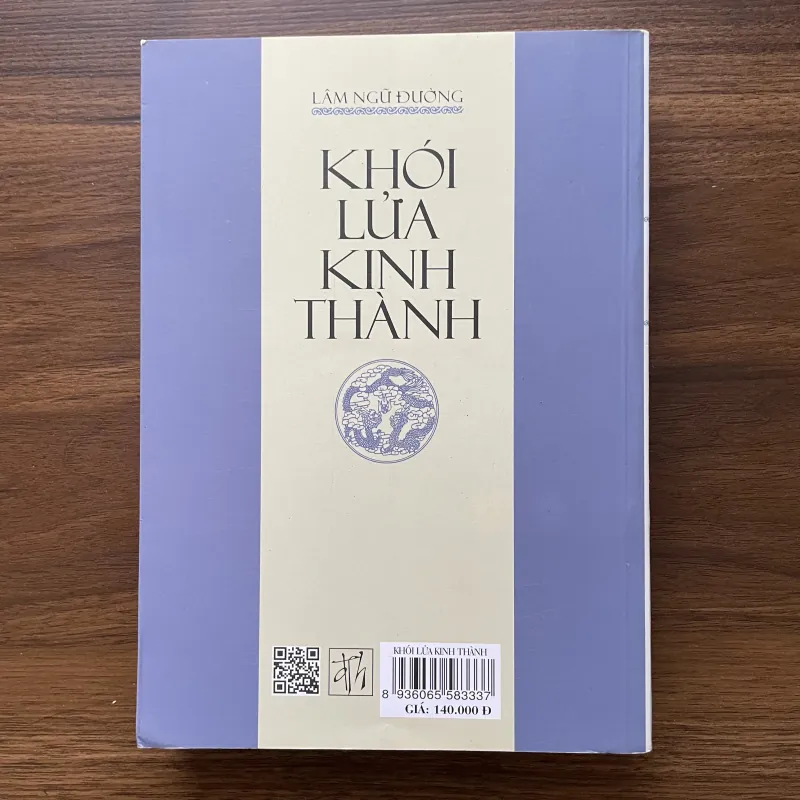 LÂM NGỮ ĐƯỜNG
KHÓI
LỬA
KINH
THÀNH
KHÓI LỬA KINH THÀNH
8 936065 583337
GIÁ: 140.000 Đ